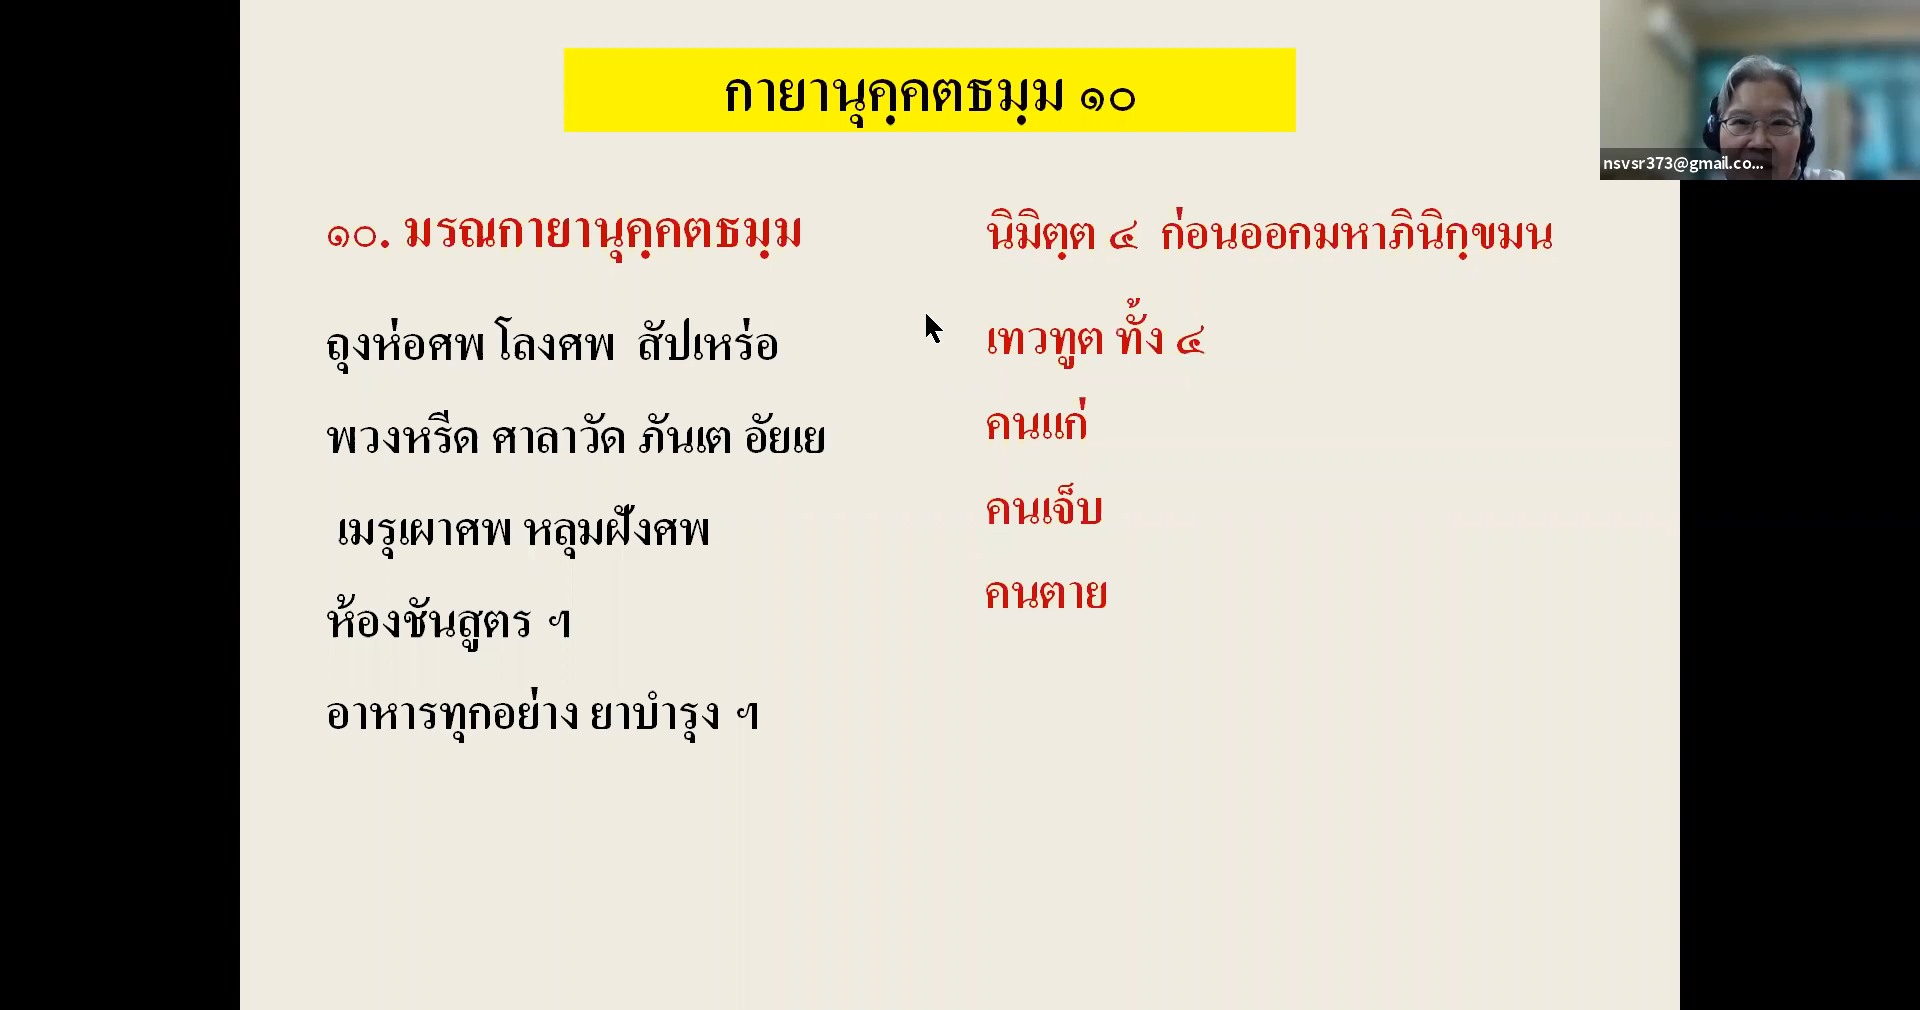 กายานุคฺคตธมฺม ๑๐
nsvsr373@gmail.co...
๑๐. มรณกายานุคฺคตธมฺม
ถุงห่อศพ โลงศพ สัปเหร่อ
พวงหรีด ศาลาวัด ภันเต อัยเย
เมรุเผาศพ หลุมฝังศพ
ห้องชันสูตร ฯ
อาหารทุกอย่าง ยาบำรุง ฯ
นิมิตฺต ๔ ก่อนออกมหาภินิกฺขมน
เทวทูต ทั้ง ๔
คนแก่
คนเจ็บ
คนตาย